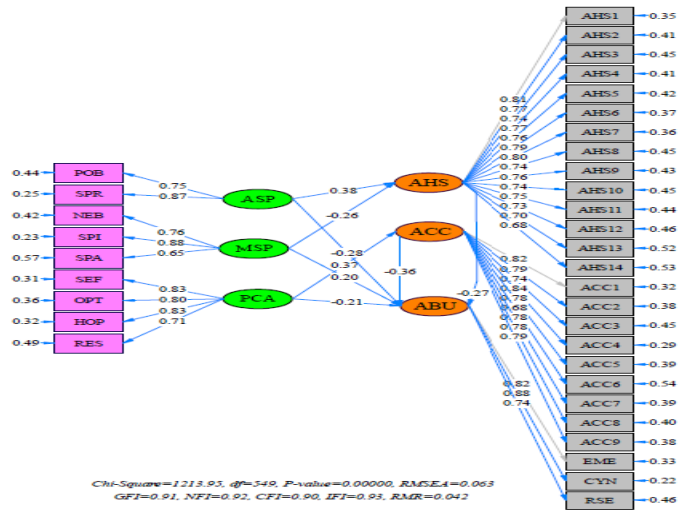 AHS1 0.35
AHS2 0.41
AHS3 0.45
AHS4 0.41
AHS5 0.42
AHS6 0.37
AHS7 0.36
AHS8 0.45
AHS9 0.43
AHS10 0.45
AHS11 0.44
AHS12 0.46
AHS13 0.52
AHS14 0.53
ACC1 0.32
ACC2 0.38
ACC3 0.45
ACC4 0.29
ACC5 0.39
ACC6 0.54
ACC7 0.39
ACC8 0.40
ACC9 0.38
EME 0.33
CYN 0.22
RSE 0.46
0.81
0.77
0.74
0.77
0.76
0.79
0.80
0.74
0.76
0.74
0.75
0.73
0.70
0.68
0.82
0.79
0.74
0.84
0.78
0.68
0.78
0.78
0.79
0.82
0.88
0.74
0.44 POB
0.25 SPR
0.42 NEB
0.23 SPI
0.57 SPA
0.31 SEF
0.36 OPT
0.32 HOP
0.49 RES
0.75
0.87
0.76
0.88
0.65
0.83
0.80
0.83
0.71
ASP
MSP
PCA
0.38
-0.26
-0.28
0.37
0.20
-0.21
AHS
ACC
ABU
-0.36
-0.27
Chi-Square=1213.95, df=549, P-value=0.00000, RMSEA=0.063
GFI=0.91, NFI=0.92, CFI=0.90, IFI=0.93, RMR=0.042